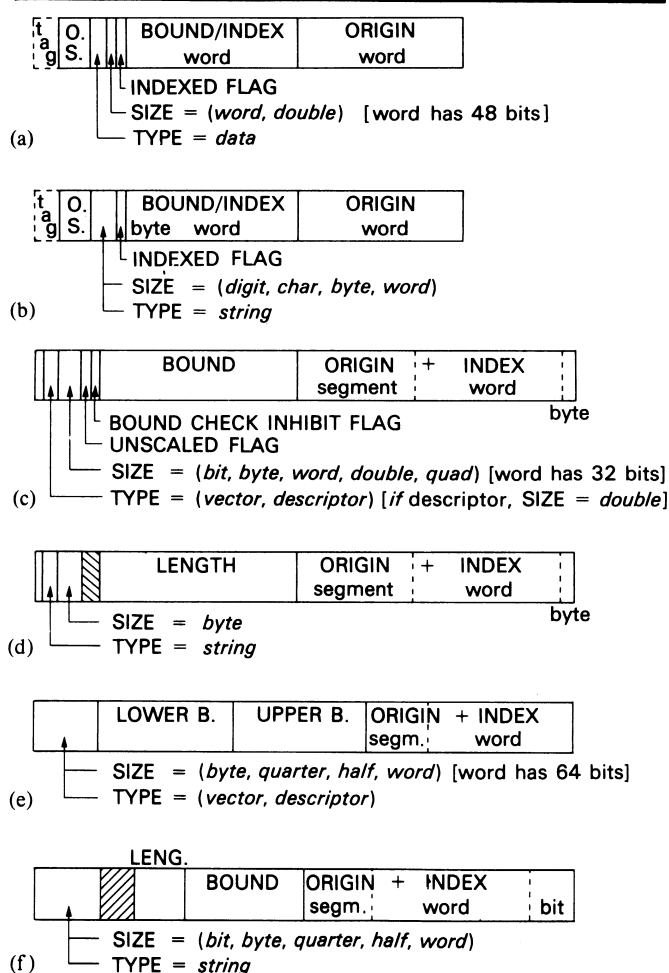 tag O. S. BOUND/INDEX word ORIGIN word
INDEXED FLAG
SIZE = (word, double) [word has 48 bits]
(a) TYPE = data
tag O. S. BOUND/INDEX byte word ORIGIN word
INDEXED FLAG
SIZE = (digit, char, byte, word)
(b) TYPE = string
BOUND ORIGIN + INDEX
segment word
byte
BOUND CHECK INHIBIT FLAG
UNSCALED FLAG
SIZE = (bit, byte, word, double, quad) [word has 32 bits]
(c) TYPE = (vector, descriptor) [if descriptor, SIZE = double]
LENGTH ORIGIN + INDEX
segment word
byte
SIZE = byte
(d) TYPE = string
LOWER B. UPPER B. ORIGIN + INDEX
segm. word
SIZE = (byte, quarter, half, word) [word has 64 bits]
(e) TYPE = (vector, descriptor)
LENG.
BOUND ORIGIN + INDEX
segm. word bit
SIZE = (bit, byte, quarter, half, word)
(f) TYPE = string